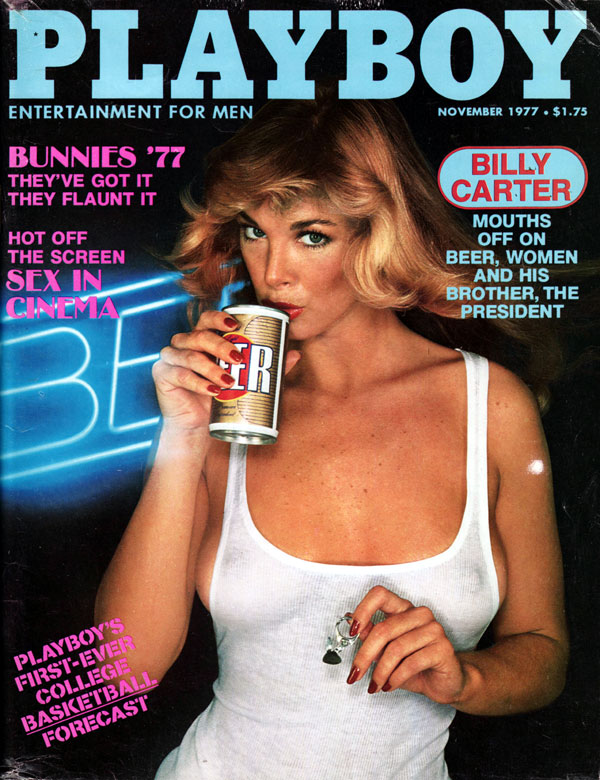 PLAYBOY
ENTERTAINMENT FOR MEN
NOVEMBER 1977 • $1.75
BUNNIES '77
THEY'VE GOT IT
THEY FLAUNT IT
HOT OFF
THE SCREEN
SEX IN
CINEMA
BILLY
CARTER
MOUTHS
OFF ON
BEER, WOMEN
AND HIS
BROTHER, THE
PRESIDENT
BE
BEER
PLAYBOY'S
FIRST-EVER
COLLEGE
BASKETBALL
FORECAST